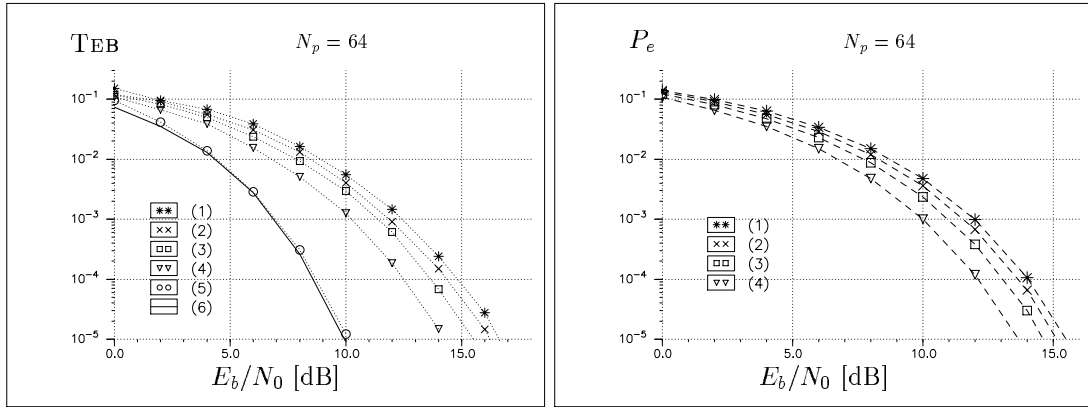 TEB
N_p = 64
10^{-1}
10^{-2}
10^{-3}
10^{-4}
10^{-5}
(1)
(2)
(3)
(4)
(5)
(6)
0.0 5.0 10.0 15.0
E_b/N_0 [dB]
P_e
N_p = 64
10^{-1}
10^{-2}
10^{-3}
10^{-4}
10^{-5}
(1)
(2)
(3)
(4)
0.0 5.0 10.0 15.0
E_b/N_0 [dB]